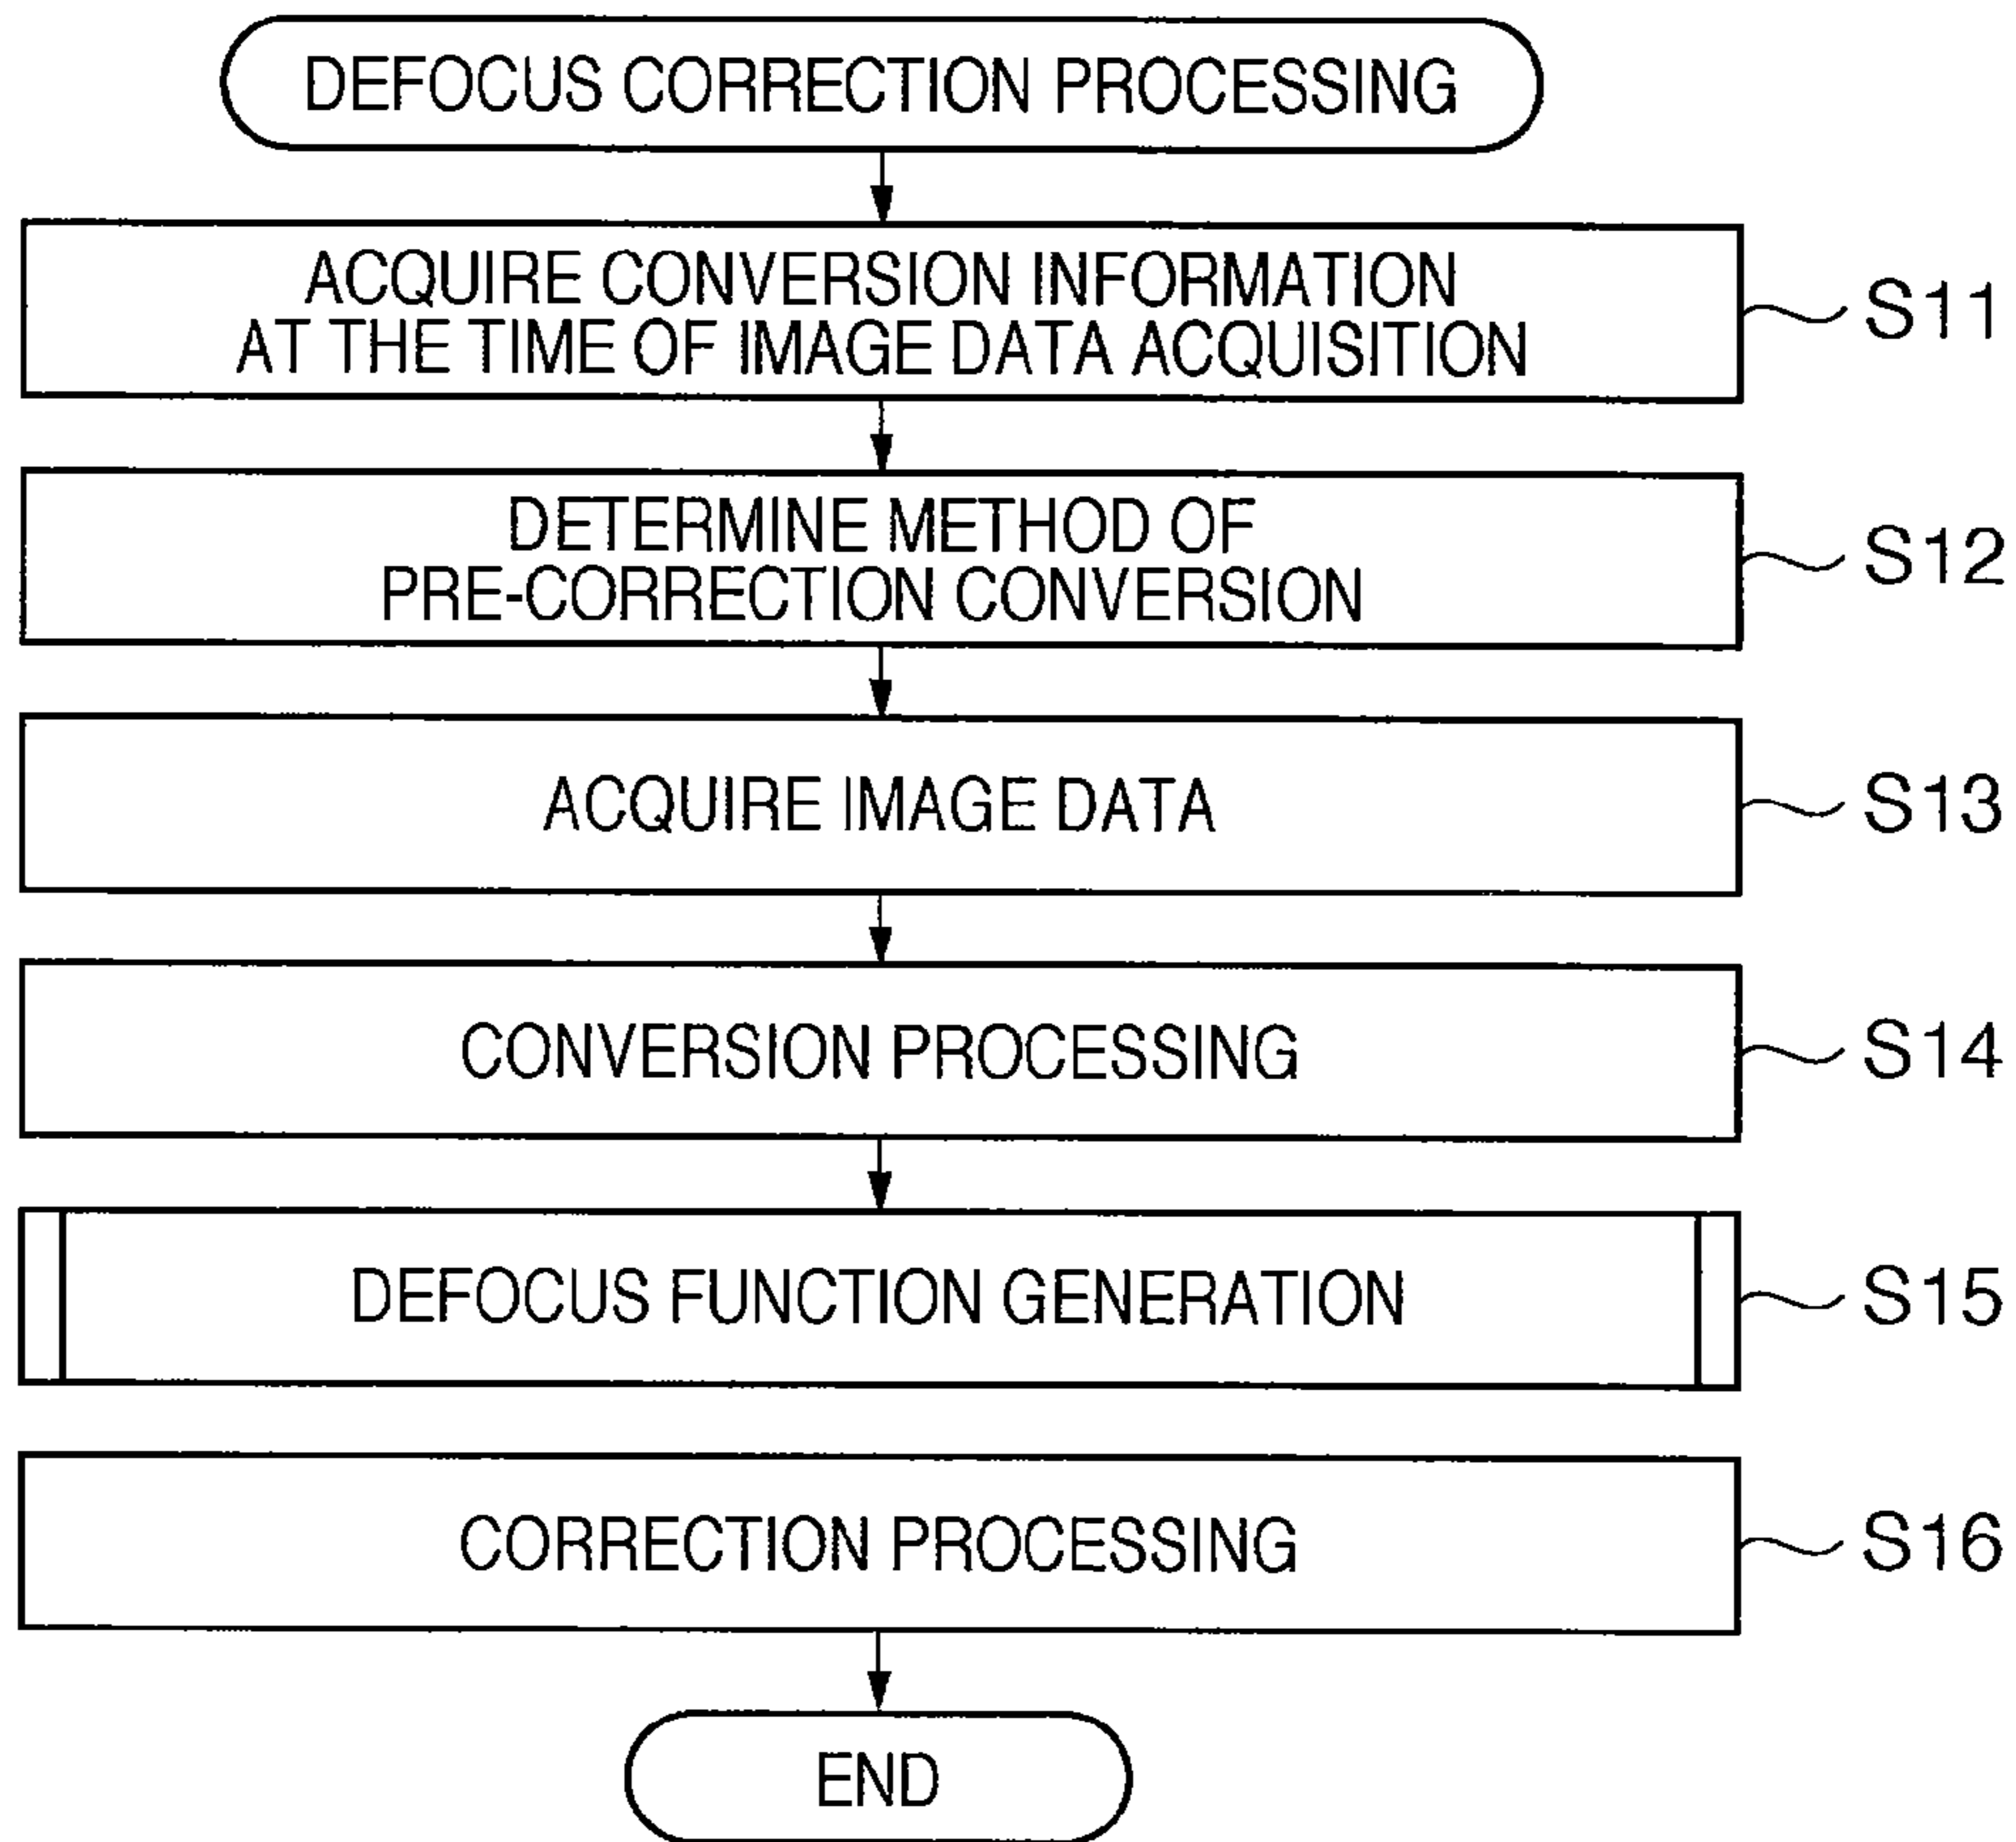 DEFOCUS CORRECTION PROCESSING
ACQUIRE CONVERSION INFORMATION
AT THE TIME OF IMAGE DATA ACQUISITION
S11
DETERMINE METHOD OF
PRE-CORRECTION CONVERSION
S12
ACQUIRE IMAGE DATA
S13
CONVERSION PROCESSING
S14
DEFOCUS FUNCTION GENERATION
S15
CORRECTION PROCESSING
S16
END